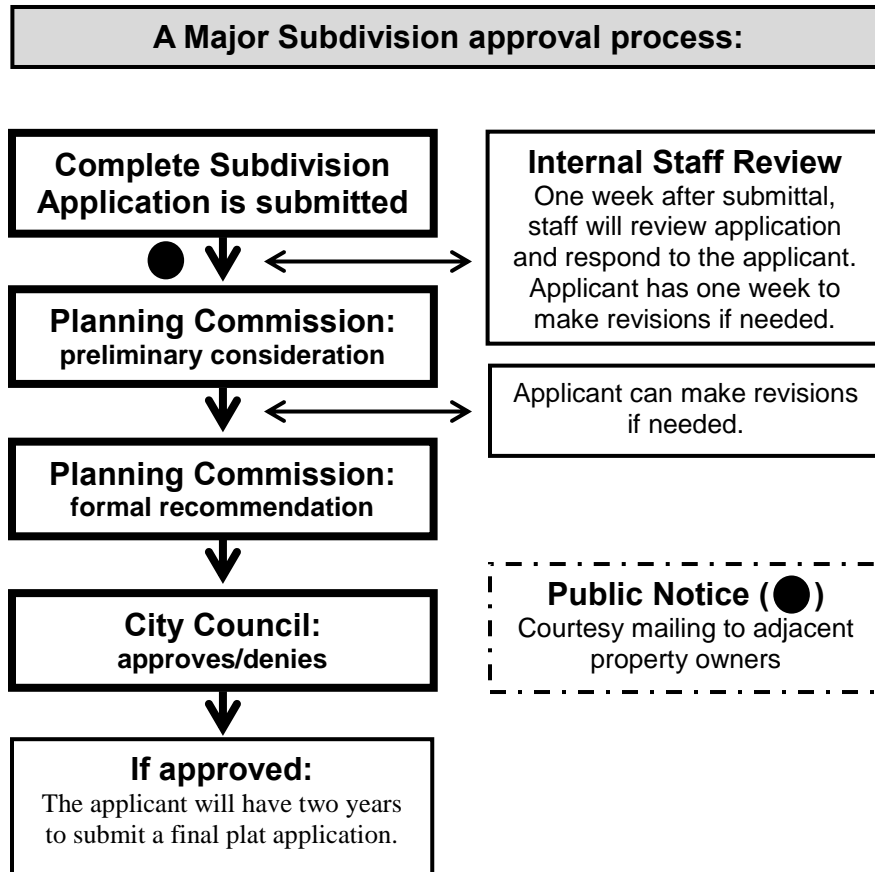 A Major Subdivision approval process:
Complete Subdivision
Application is submitted
Internal Staff Review
One week after submittal,
staff will review application
and respond to the applicant.
Applicant has one week to
make revisions if needed.
Planning Commission:
preliminary consideration
Applicant can make revisions
if needed.
Planning Commission:
formal recommendation
City Council:
approves/denies
Public Notice (●)
Courtesy mailing to adjacent
property owners
If approved:
The applicant will have two years
to submit a final plat application.